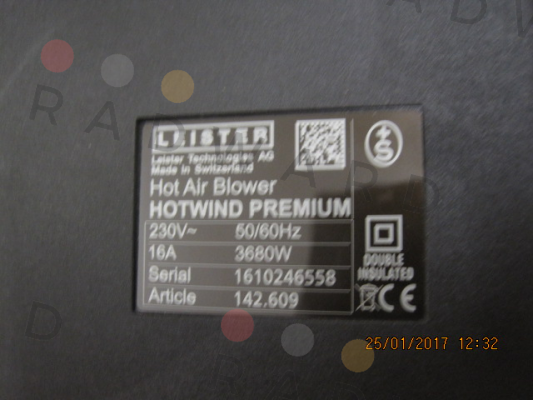 LEISTER
Leister Technologies AG
Made in Switzerland
Hot Air Blower
HOTWIND PREMIUM
230V~ 50/60Hz
16A 3680W
Serial 1610246558
Article 142.609
+S
DOUBLE
INSULATED
CE
25/01/2017 12:32